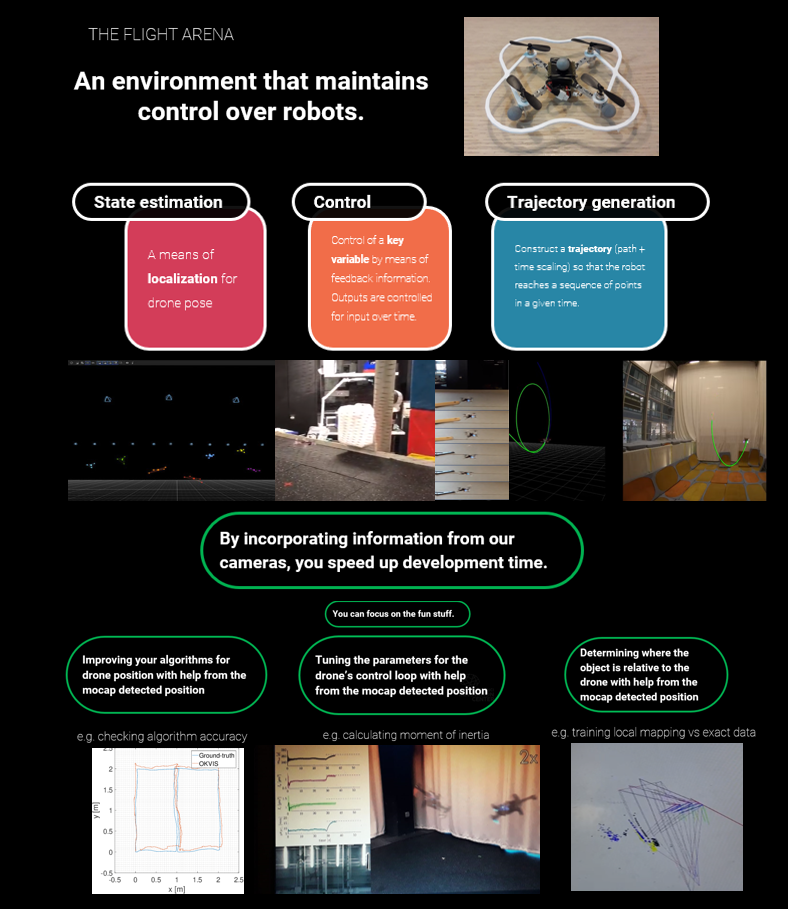 THE FLIGHT ARENA
An environment that maintains
control over robots.
State estimation
Control
Trajectory generation
A means of
localization for
drone pose
Control of a key
variable by means of
feedback information.
Outputs are controlled
for input over time.
Construct a trajectory (path +
time scaling) so that the robot
reaches a sequence of points
in a given time.
By incorporating information from our
cameras, you speed up development time.
You can focus on the fun stuff.
Improving your algorithms for
drone position with help from the
mocap detected position
Tuning the parameters for the
drone's control loop with help
from the mocap detected position
Determining where the
object is relative to the
drone with help from the
mocap detected position
e.g. checking algorithm accuracy
e.g. calculating moment of inertia
e.g. training local mapping vs exact data
Ground-truth
OKVIS
2.5
2
1.5
1
0.5
0
-0.5
y [m]
-0.5 0 0.5 1 1.5 2 2.5
x [m]
2x